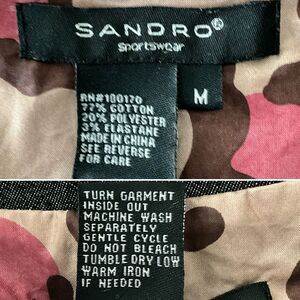 SANDRO®
Sportswear
M
RN#100170
77% COTTON
20% POLYESTER
3% ELASTANE
MADE IN CHINA
SEE REVERSE
FOR CARE
TURN GARMENT
INSIDE OUT
MACHINE WASH
SEPARATELY
GENTLE CYCLE
DO NOT BLEACH
TUMBLE DRY LOW
WARM IRON
IF NEEDED